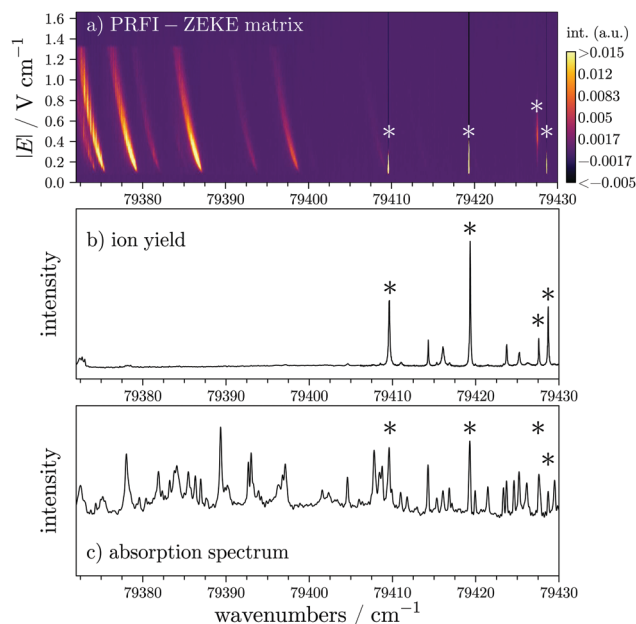 a) PRFI − ZEKE matrix
int. (a.u.)
|E| / V cm⁻¹
1.6
1.4
1.2
1.0
0.8
0.6
0.4
0.2
0.0
>0.015
0.012
0.0083
0.005
0.0017
−0.0017
<−0.005
*
*
*
*
79380 79390 79400 79410 79420 79430
b) ion yield
intensity
*
*
*
*
79380 79390 79400 79410 79420 79430
intensity
*
*
*
*
c) absorption spectrum
79380 79390 79400 79410 79420 79430
wavenumbers / cm⁻¹